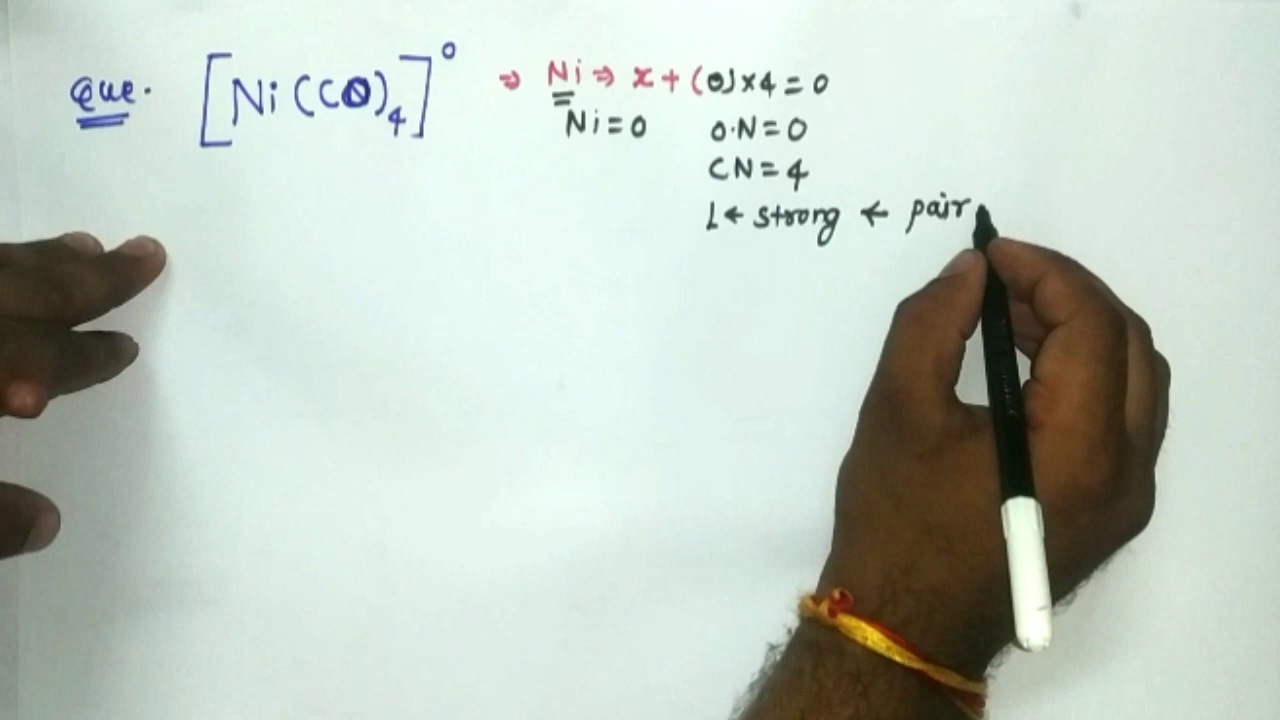 Que. [Ni(CO)4]⁰ ⇒ Ni ⇒ x + (0)×4 = 0
Ni = 0 O.N = 0
CN = 4
L ← strong ← pair